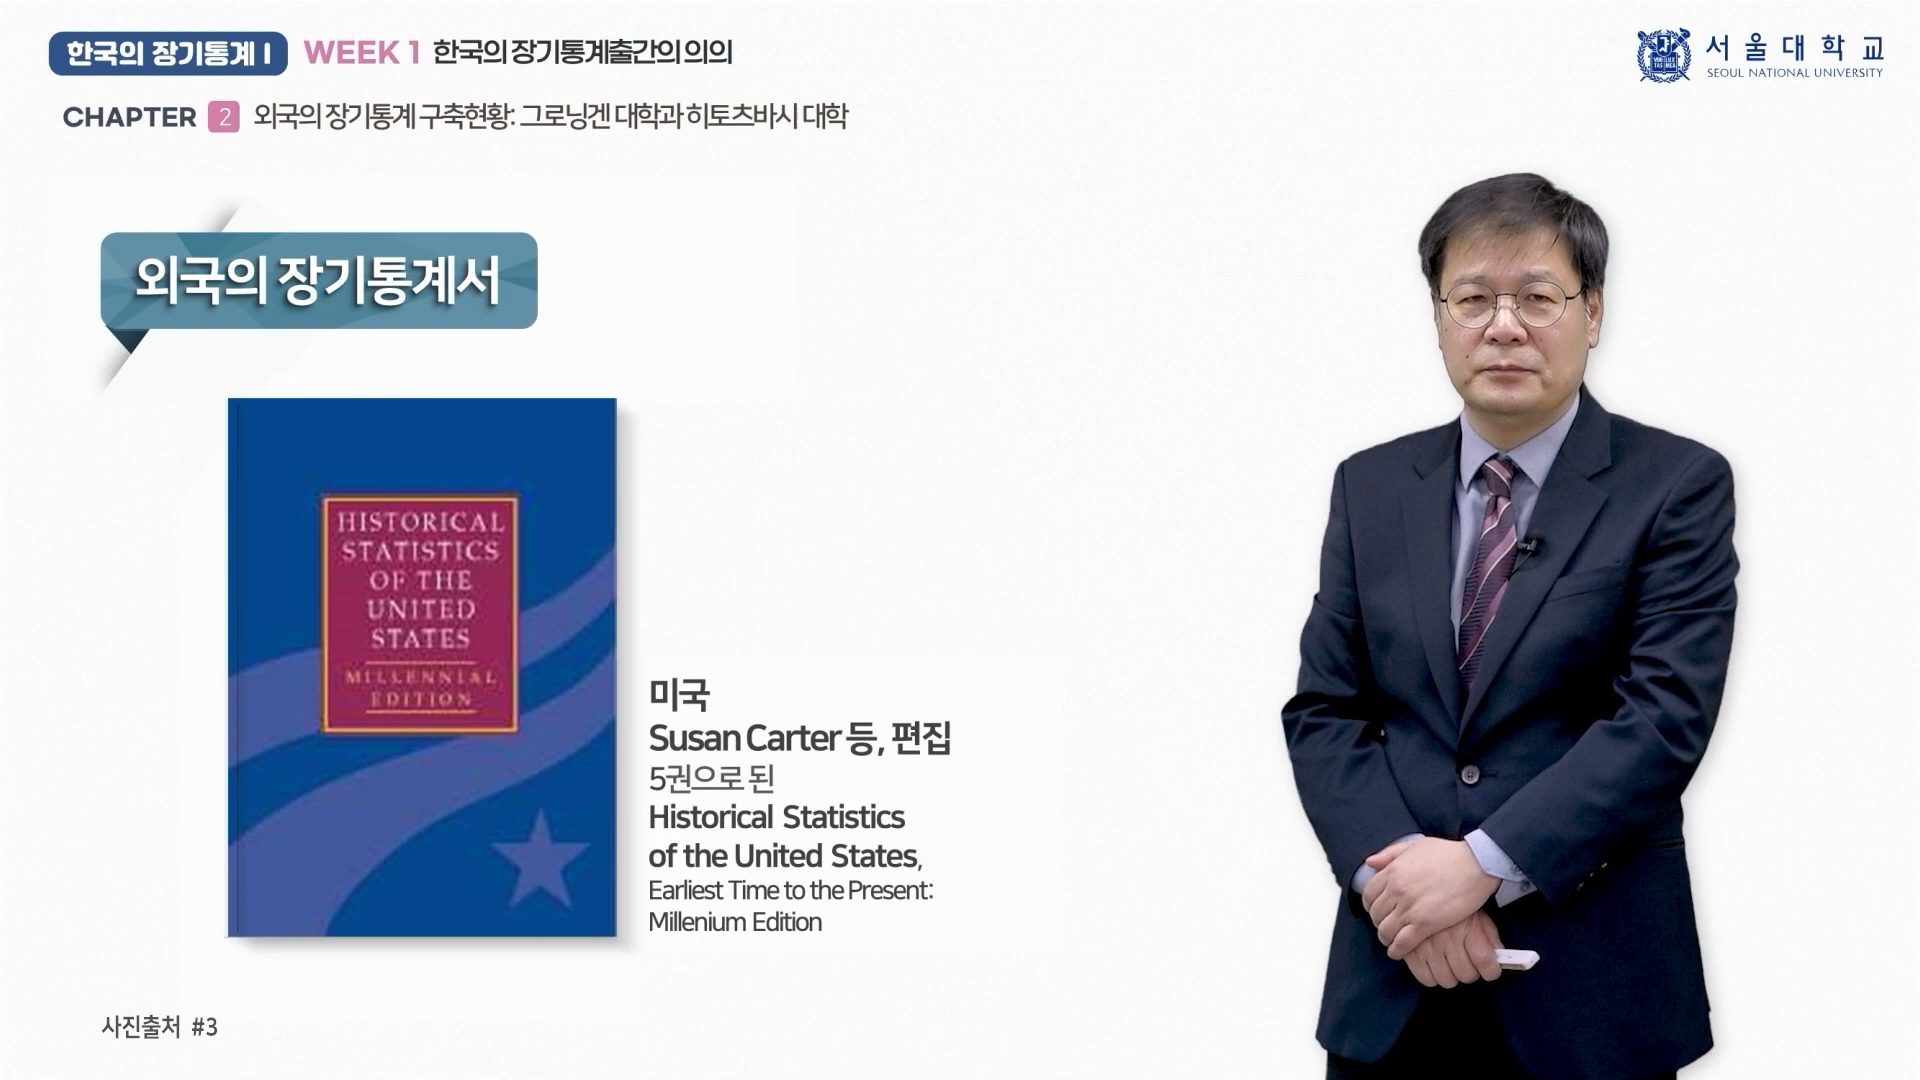 한국의 장기통계 I WEEK 1 한국의 장기통계출간의 의의
서울대학교
SEOUL NATIONAL UNIVERSITY
CHAPTER 2 외국의 장기통계 구축현황: 그로닝겐 대학과 히토츠바시 대학
외국의 장기통계서
HISTORICAL
STATISTICS
OF THE
UNITED
STATES
MILLENNIAL
EDITION
미국
Susan Carter 등, 편집
5권으로 된
Historical Statistics
of the United States,
Earliest Time to the Present:
Millenium Edition
사진출처 #3